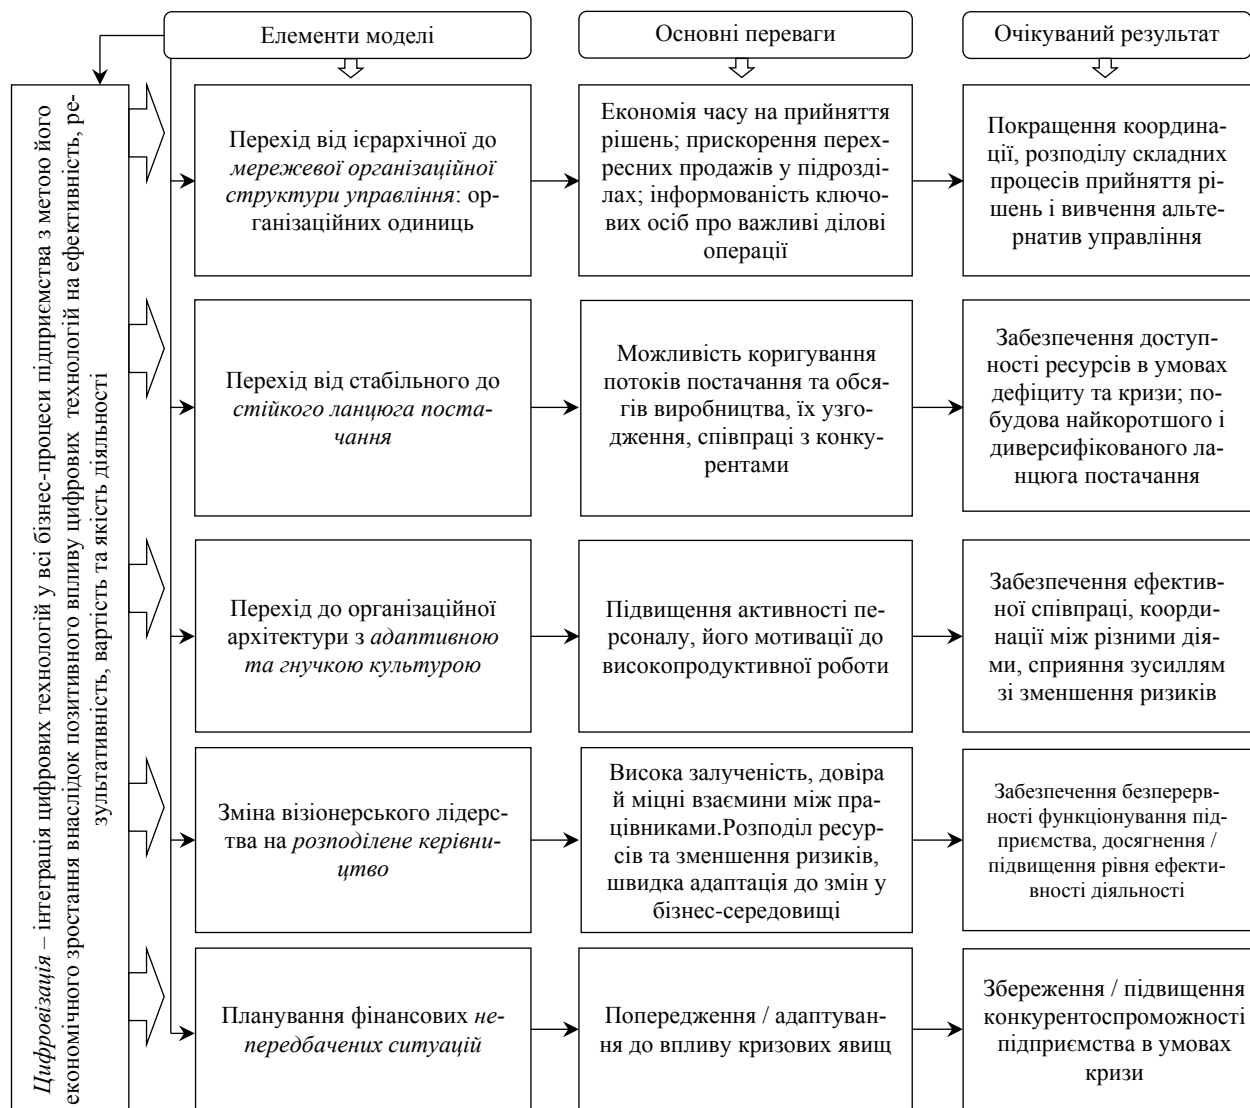 Елементи моделі
Основні переваги
Очікуваний результат
Цифровізація – інтеграція цифрових технологій у всі бізнес-процеси підприємства з метою його
економічного зростання внаслідок позитивного впливу цифрових технологій на ефективність, ре-
зультативність, вартість та якість діяльності
Перехід від ієрархічної до
мережевої організаційної
структури управління: ор-
ганізаційних одиниць
Економія часу на прийняття
рішень; прискорення перех-
ресних продажів у підрозді-
лах; інформованість ключо-
вих осіб про важливі ділові
операції
Покращення координа-
ції, розподілу складних
процесів прийняття рі-
шень і вивчення альте-
рнатив управління
Перехід від стабільного до
стійкого ланцюга поста-
чання
Можливість коригування
потоків постачання та обся-
гів виробництва, їх узго-
дження, співпраці з конку-
рентами
Забезпечення доступ-
ності ресурсів в умовах
дефіциту та кризи; по-
будова найкоротшого і
диверсифікованого ла-
нцюга постачання
Перехід до організаційної
архітектури з адаптивною
та гнучкою культурою
Підвищення активності пе-
рсоналу, його мотивації до
високопродуктивної роботи
Забезпечення ефектив-
ної співпраці, коорди-
нації між різними дія-
ми, сприяння зусиллям
зі зменшення ризиків
Зміна візіонерського лідерс-
тва на розподілене керівни-
цтво
Висока залученість, довіра
й міцні взаємини між пра-
цівниками.Розподіл ресур-
сів та зменшення ризиків,
швидка адаптація до змін у
бізнес-середовищі
Забезпечення безперерв-
ності функціонування під-
приємства, досягнення /
підвищення рівня ефекти-
вності діяльності
Планування фінансових не-
передбачених ситуацій
Попередження / адаптуван-
ня до впливу кризових явищ
Збереження / підвищення
конкурентоспроможності
підприємства в умовах
кризи